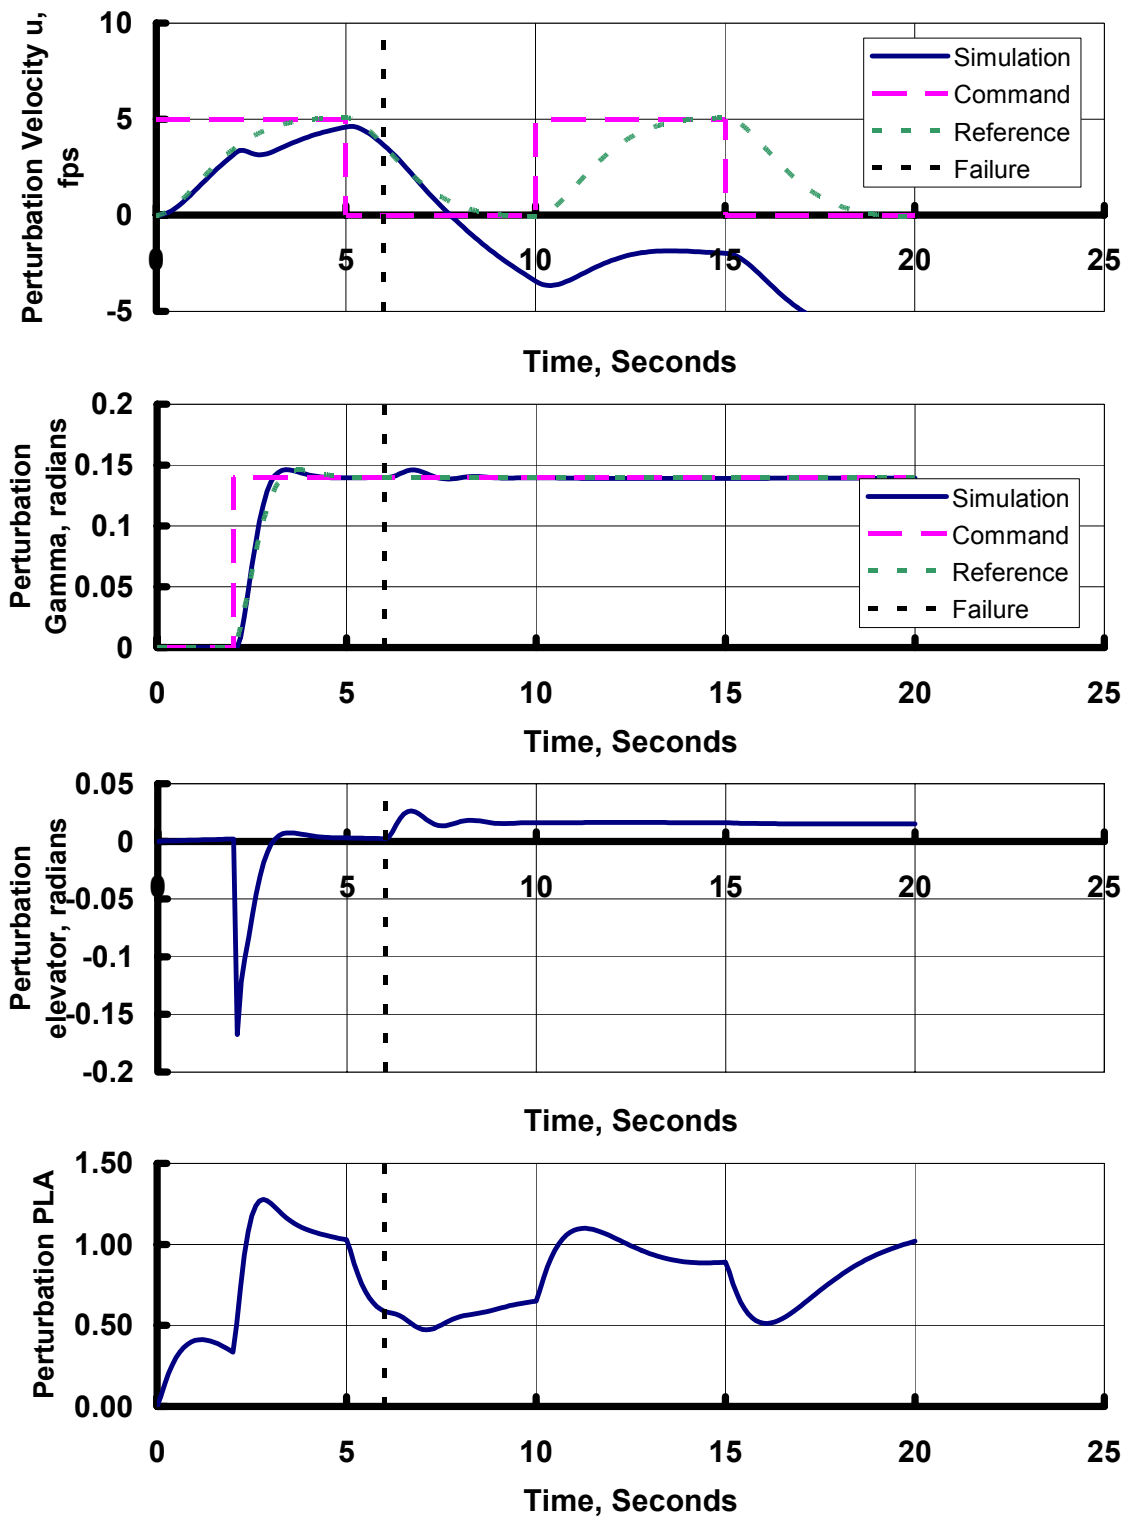 Perturbation Velocity u,
fps
10
5
0
-5
0
5
10
15
20
25
Simulation
Command
Reference
Failure
Time, Seconds
Perturbation
Gamma, radians
0.2
0.15
0.1
0.05
0
0
5
10
15
20
25
Simulation
Command
Reference
Failure
Time, Seconds
Perturbation
elevator, radians
0.05
0
-0.05
-0.1
-0.15
-0.2
0
5
10
15
20
25
Time, Seconds
Perturbation PLA
1.50
1.00
0.50
0.00
0
5
10
15
20
25
Time, Seconds